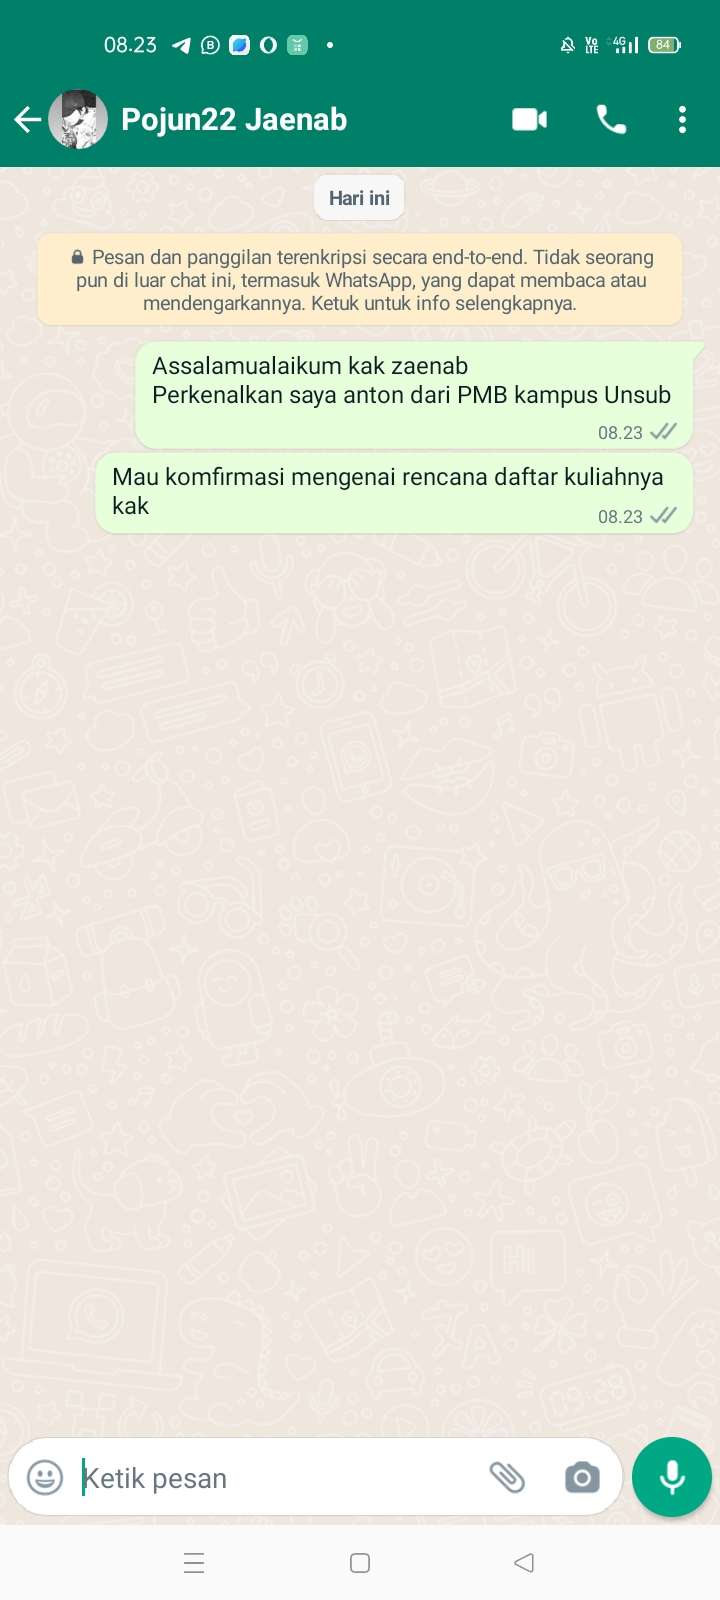 08.23
VoLTE 4G 84
Pojun22 Jaenab
Hari ini
Pesan dan panggilan terenkripsi secara end-to-end. Tidak seorang
pun di luar chat ini, termasuk WhatsApp, yang dapat membaca atau
mendengarkannya. Ketuk untuk info selengkapnya.
Assalamualaikum kak zaenab
Perkenalkan saya anton dari PMB kampus Unsub
08.23
Mau komfirmasi mengenai rencana daftar kuliahnya
kak
08.23
Ketik pesan